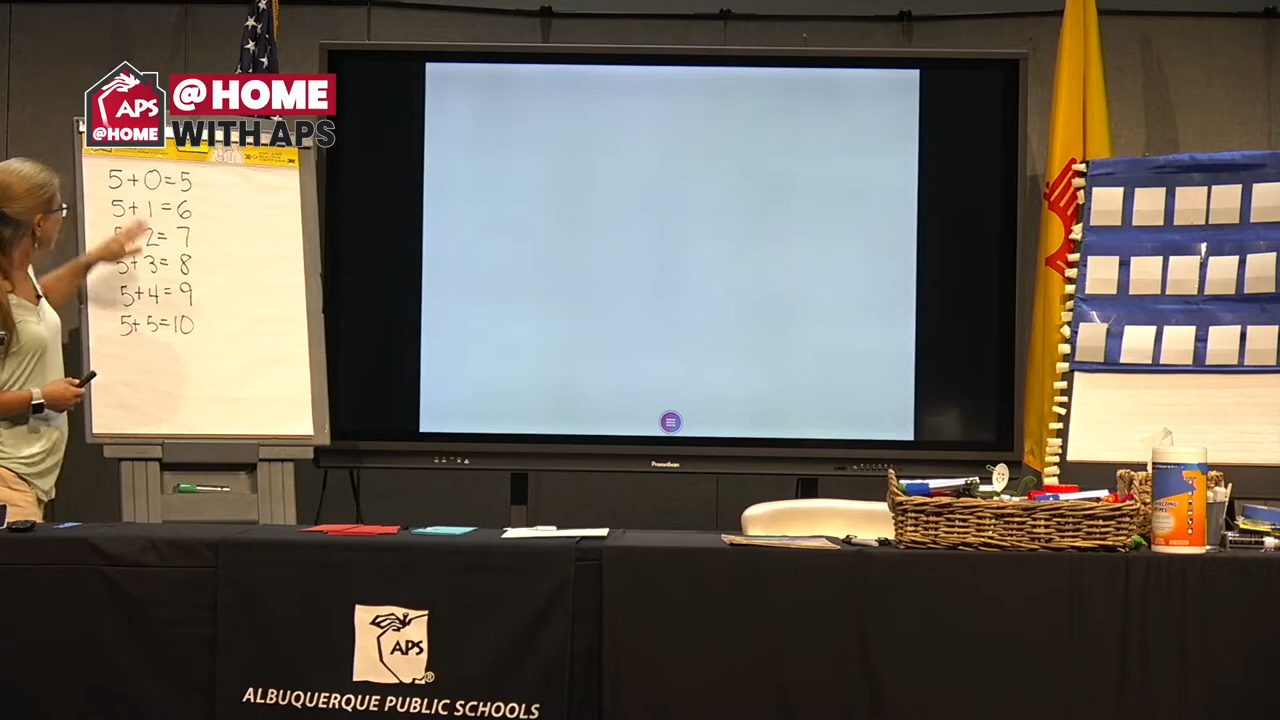 APS
@HOME
@HOME
WITH APS
5+0=5
5+1=6
2=7
5+3=8
5+4=9
5+5=10
Promethean
APS
®
ALBUQUERQUE PUBLIC SCHOOLS